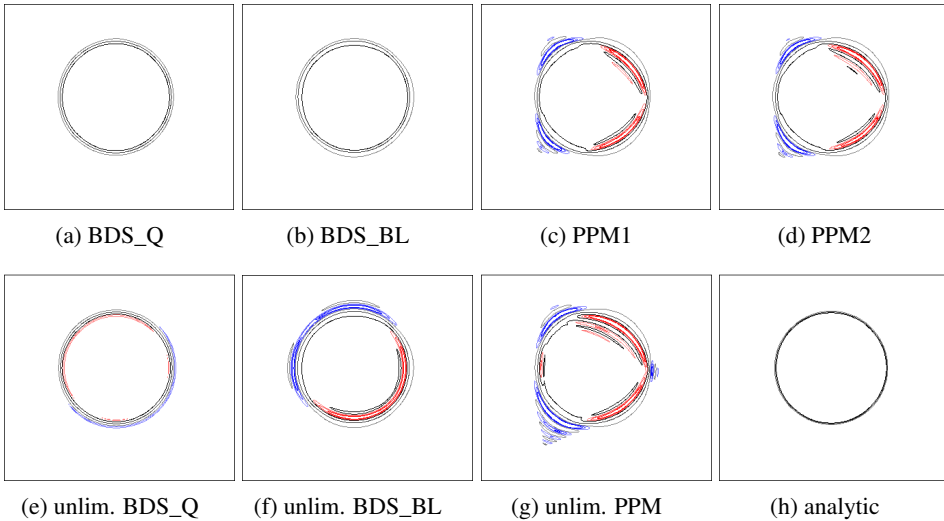 (a) BDS_Q
(b) BDS_BL
(c) PPM1
(d) PPM2
(e) unlim. BDS_Q
(f) unlim. BDS_BL
(g) unlim. PPM
(h) analytic